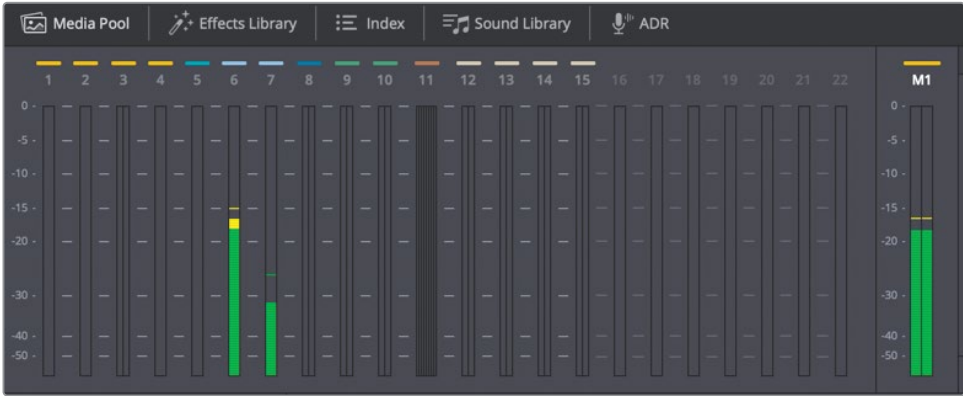 Media Pool Effects Library Index Sound Library ADR
1 2 3 4 5 6 7 8 9 10 11 12 13 14 15 16 17 18 19 20 21 22 M1
0 - 0 -
-5 - -5 -
-10 - -10 -
-15 - -15 -
-20 - -20 -
-30 - -30 -
-40 - -40 -
-50 - -50 -